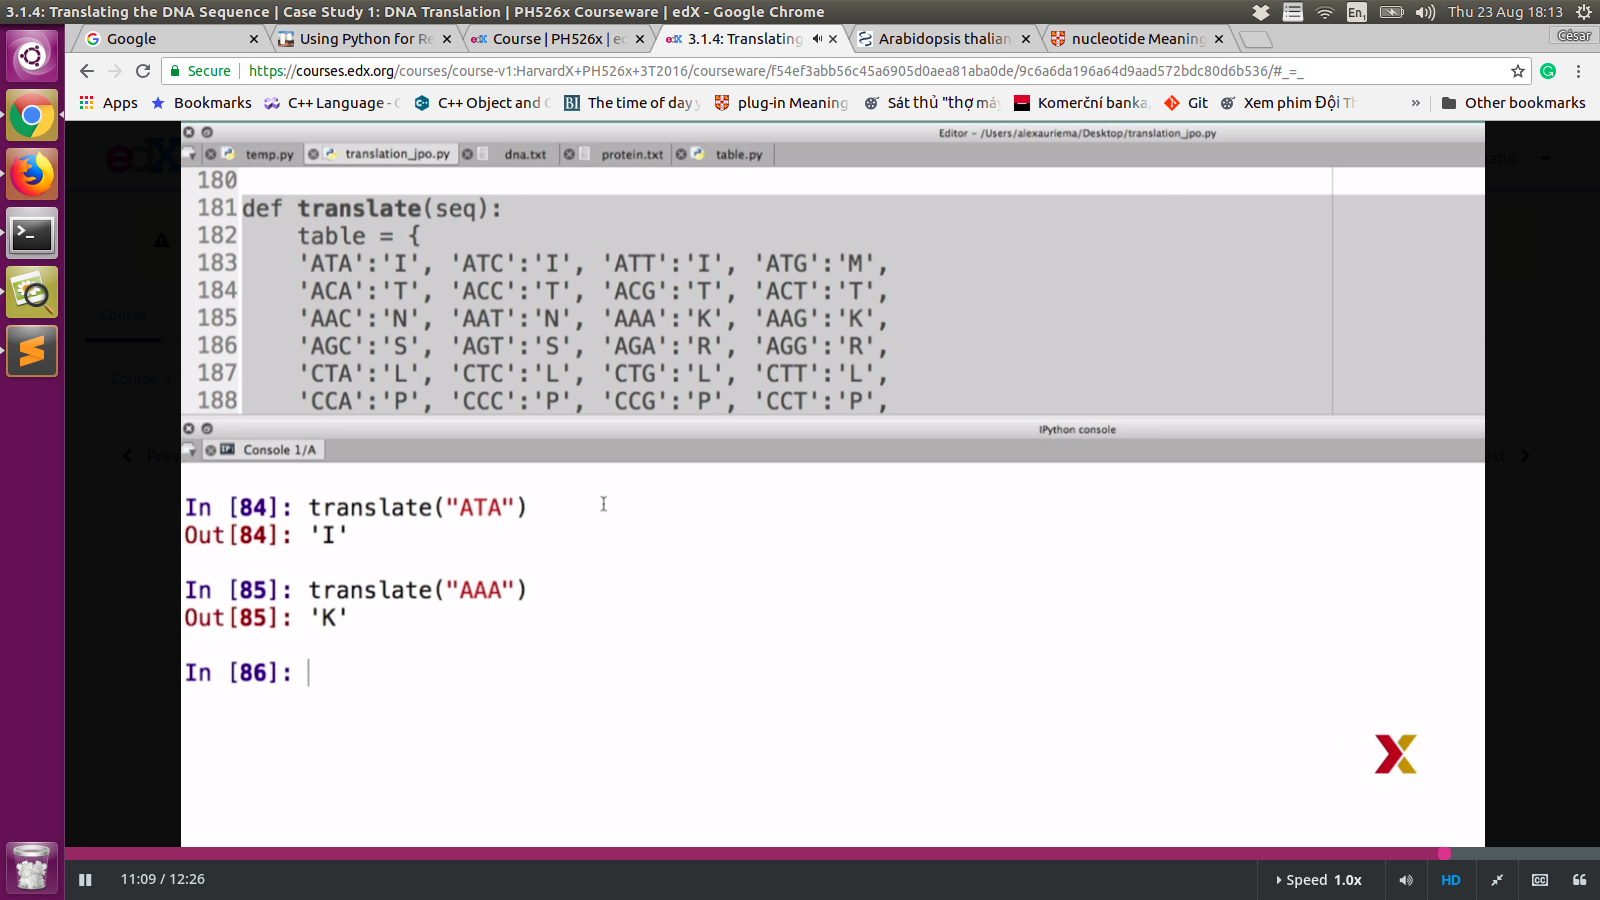 3.1.4: Translating the DNA Sequence | Case Study 1: DNA Translation | PH526x Courseware | edX - Google Chrome
En1
Thu 23 Aug 18:13
Google
Using Python for Re
Course | PH526x | e
3.1.4: Translating
Arabidopsis thalian
nucleotide Meaning
César
Secure
https://courses.edx.org/courses/course-v1:HarvardX+PH526x+3T2016/courseware/f54ef3abb56c45a6905d0aea81aba0de/9c6a6da196a64d9aad572bdc80d6b536/#_=_
Apps
Bookmarks
C++ Language -
C++ Object and
BI
The time of day
plug-in Meaning
Sát thủ "thợ má
Komerční banka
Git
Xem phim Đội T
»
Other bookmarks
Editor - /Users/alexauriema/Desktop/translation_jpo.py
temp.py
translation_jpo.py
dna.txt
protein.txt
table.py
180
181 def translate(seq):
182 table = {
183 'ATA':'I', 'ATC':'I', 'ATT':'I', 'ATG':'M',
184 'ACA':'T', 'ACC':'T', 'ACG':'T', 'ACT':'T',
185 'AAC':'N', 'AAT':'N', 'AAA':'K', 'AAG':'K',
186 'AGC':'S', 'AGT':'S', 'AGA':'R', 'AGG':'R',
187 'CTA':'L', 'CTC':'L', 'CTG':'L', 'CTT':'L',
188 'CCA':'P', 'CCC':'P', 'CCG':'P', 'CCT':'P',
IPython console
Console 1/A
In [84]: translate("ATA")
Out[84]: 'I'
In [85]: translate("AAA")
Out[85]: 'K'
In [86]:
Course
Course >
Prev
11:09 / 12:26
Speed 1.0x
HD
CC